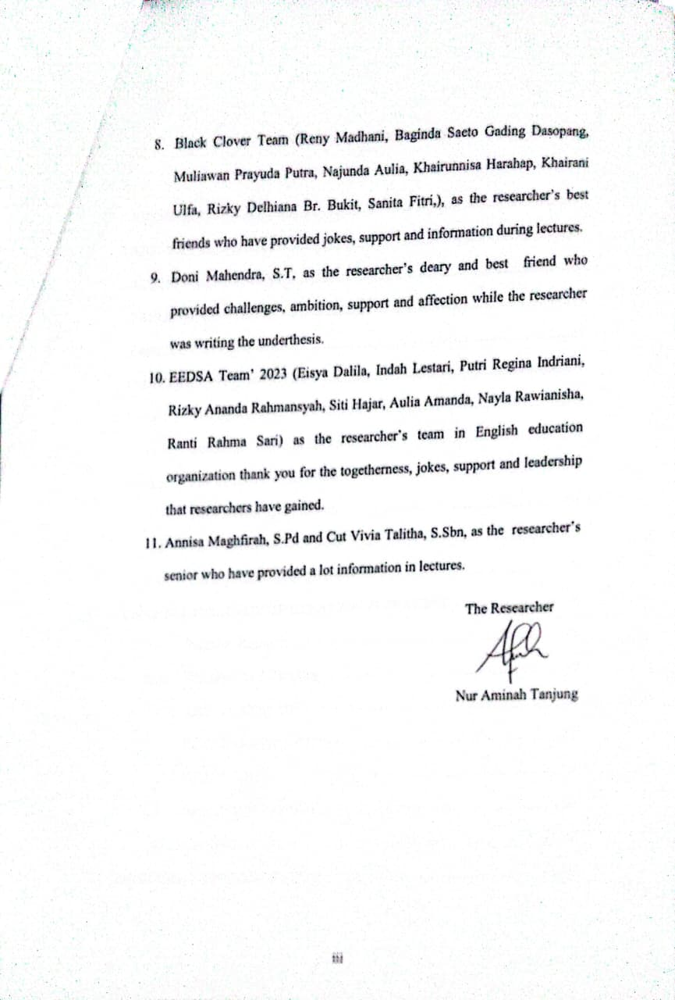 8. Black Clover Team (Reny Madhani, Baginda Saeto Gading Dasopang,
Muliawan Prayuda Putra, Najunda Aulia, Khairunnisa Harahap, Khairani
Ulfa, Rizky Delhiana Br. Bukit, Sanita Fitri,), as the researcher's best
friends who have provided jokes, support and information during lectures.
9. Doni Mahendra, S.T, as the researcher's deary and best friend who
provided challenges, ambition, support and affection while the researcher
was writing the underthesis.
10. EEDSA Team' 2023 (Eisya Dalila, Indah Lestari, Putri Regina Indriani,
Rizky Ananda Rahmansyah, Siti Hajar, Aulia Amanda, Nayla Rawianisha,
Ranti Rahma Sari) as the researcher's team in English education
organization thank you for the togetherness, jokes, support and leadership
that researchers have gained.
11. Annisa Maghfirah, S.Pd and Cut Vivia Talitha, S.Sbn, as the researcher's
senior who have provided a lot information in lectures.
The Researcher
Nur Aminah Tanjung
iii